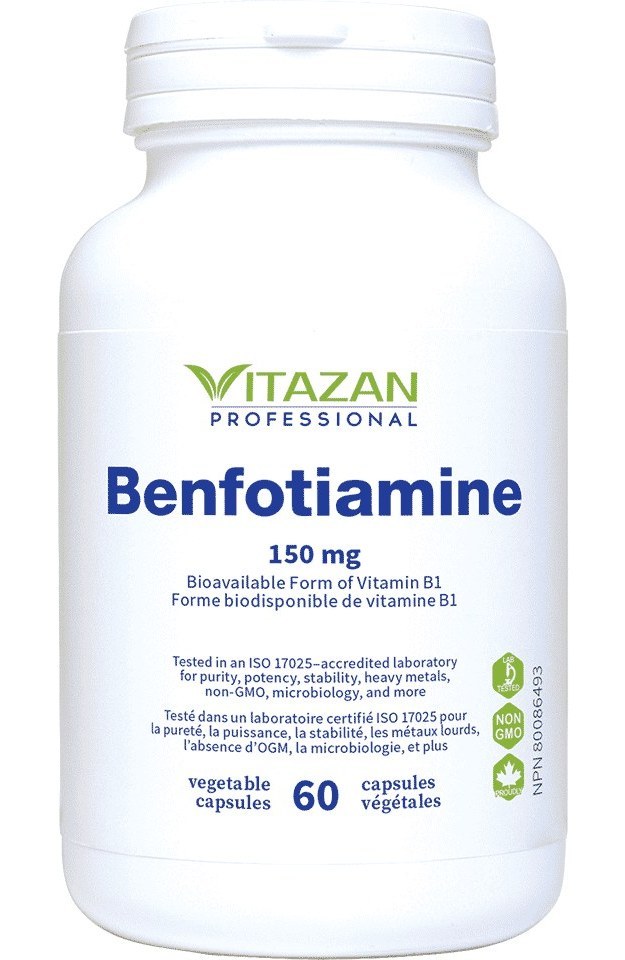 VITAZAN
PROFESSIONAL
Benfotiamine
150 mg
Bioavailable Form of Vitamin B1
Forme biodisponible de vitamine B1
Tested in an ISO 17025–accredited laboratory
for purity, potency, stability, heavy metals,
non-GMO, microbiology, and more
Testé dans un laboratoire certifié ISO 17025 pour
la pureté, la puissance, la stabilité, les métaux lourds,
l’absence d’OGM, la microbiologie, et plus
vegetable
capsules
60
capsules
végétales
LAB
TESTED
NON
GMO
PROUDLY
NPN 80086493